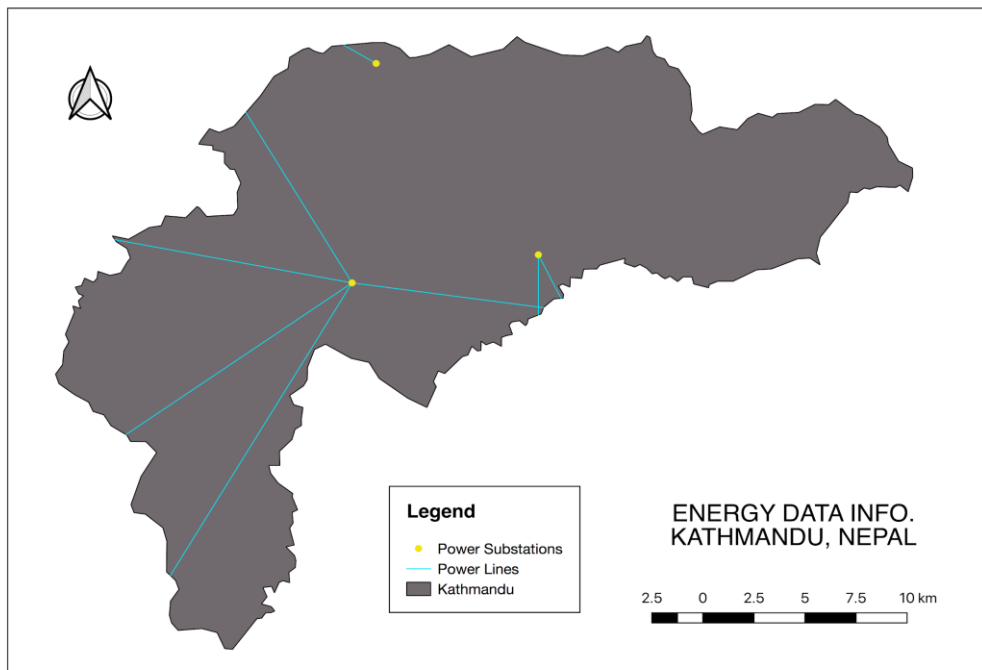 Legend
Power Substations
Power Lines
Kathmandu
ENERGY DATA INFO.
KATHMANDU, NEPAL
2.5 0 2.5 5 7.5 10 km